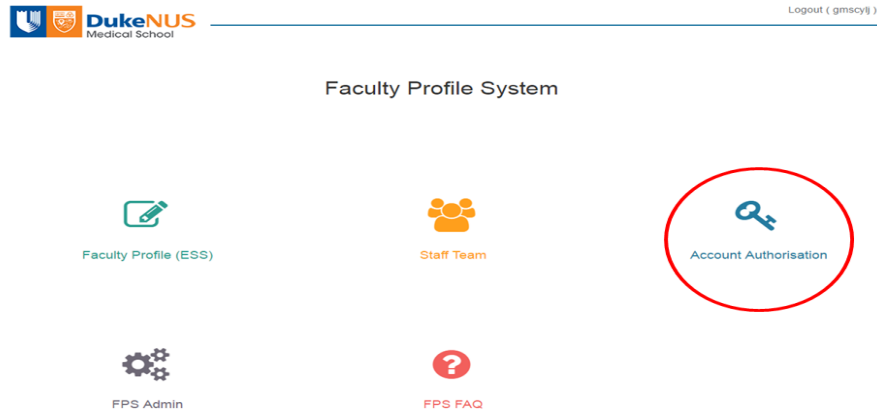 DukeNUS
Medical School
Logout ( gmscylj )
Faculty Profile System
Faculty Profile (ESS)
Staff Team
Account Authorisation
FPS Admin
?
FPS FAQ